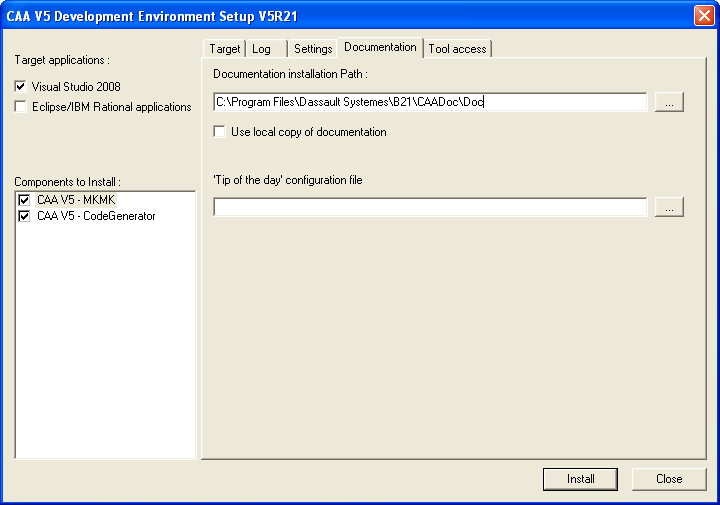 CAA V5 Development Environment Setup V5R21
Target applications :
Visual Studio 2008
Eclipse/IBM Rational applications
Components to Install :
CAA V5 - MKMK
CAA V5 - CodeGenerator
Target Log Settings Documentation Tool access
Documentation installation Path :
C:\Program Files\Dassault Systemes\B21\CAADoc\Doc
...
Use local copy of documentation
'Tip of the day' configuration file
...
Install Close